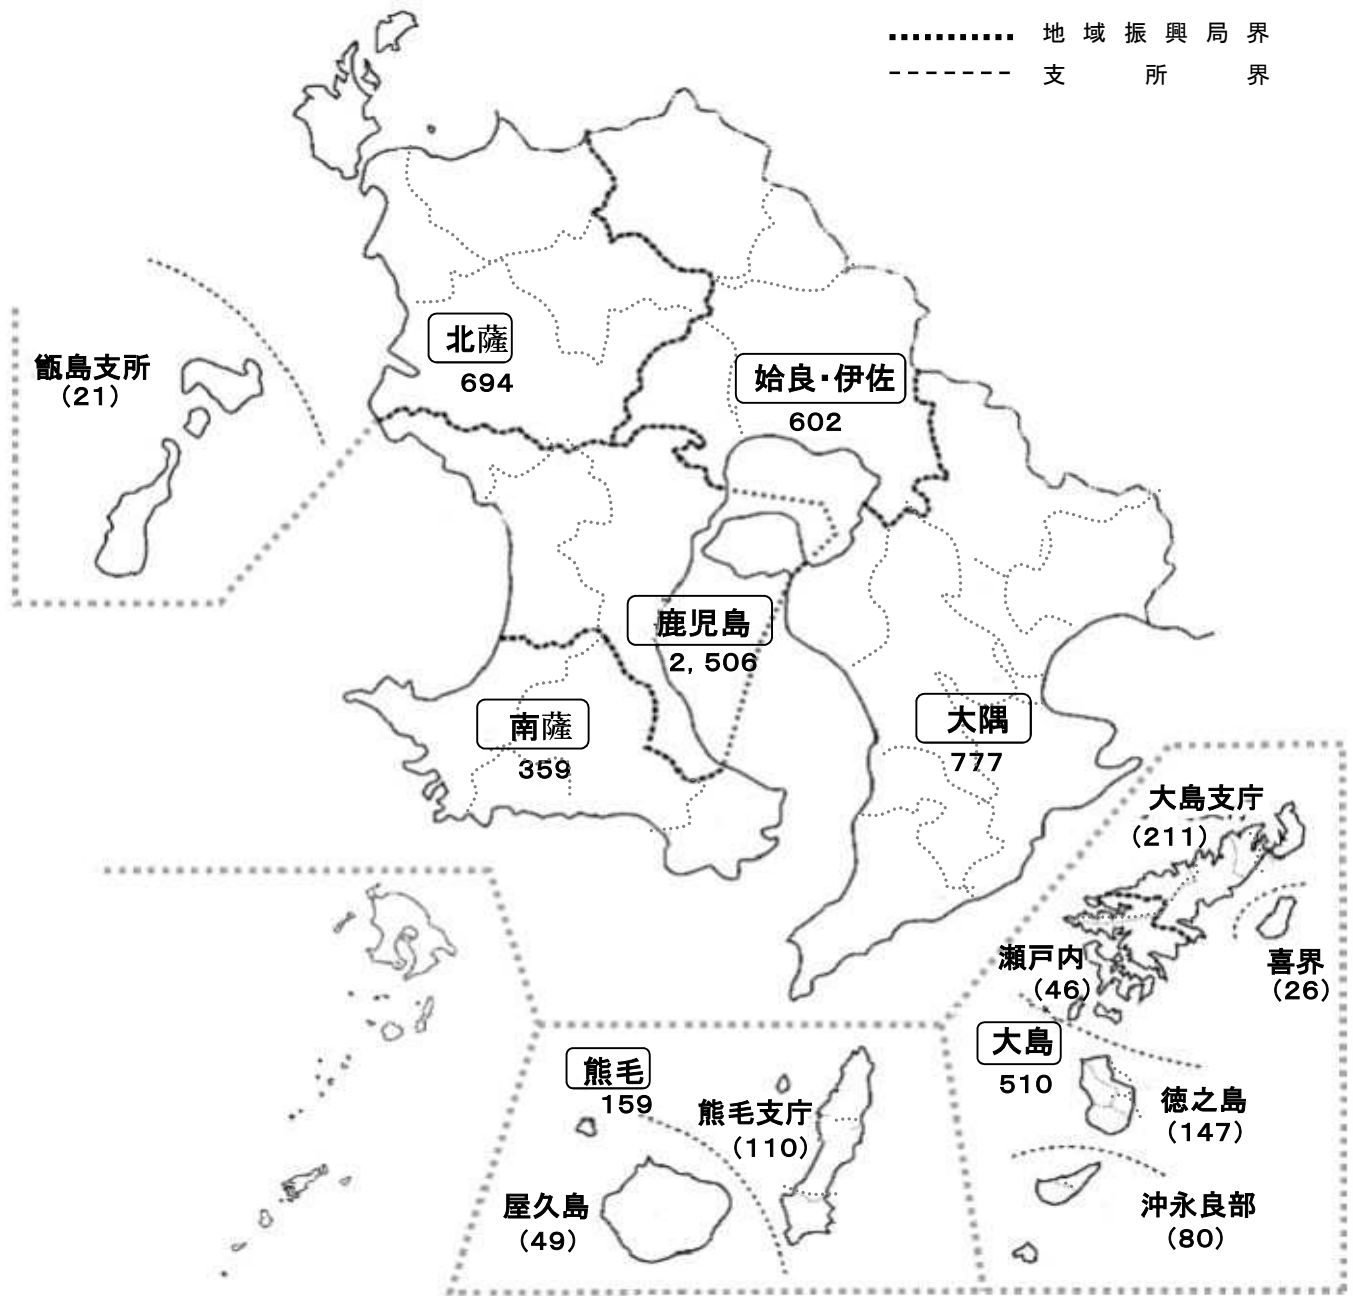 地域振興局界
支所界
北薩
694
甑島支所
(21)
姶良・伊佐
602
鹿児島
2,506
南薩
359
大隅
777
大島支庁
(211)
瀬戸内
(46)
喜界
(26)
大島
510
熊毛
159
熊毛支庁
(110)
徳之島
(147)
屋久島
(49)
沖永良部
(80)